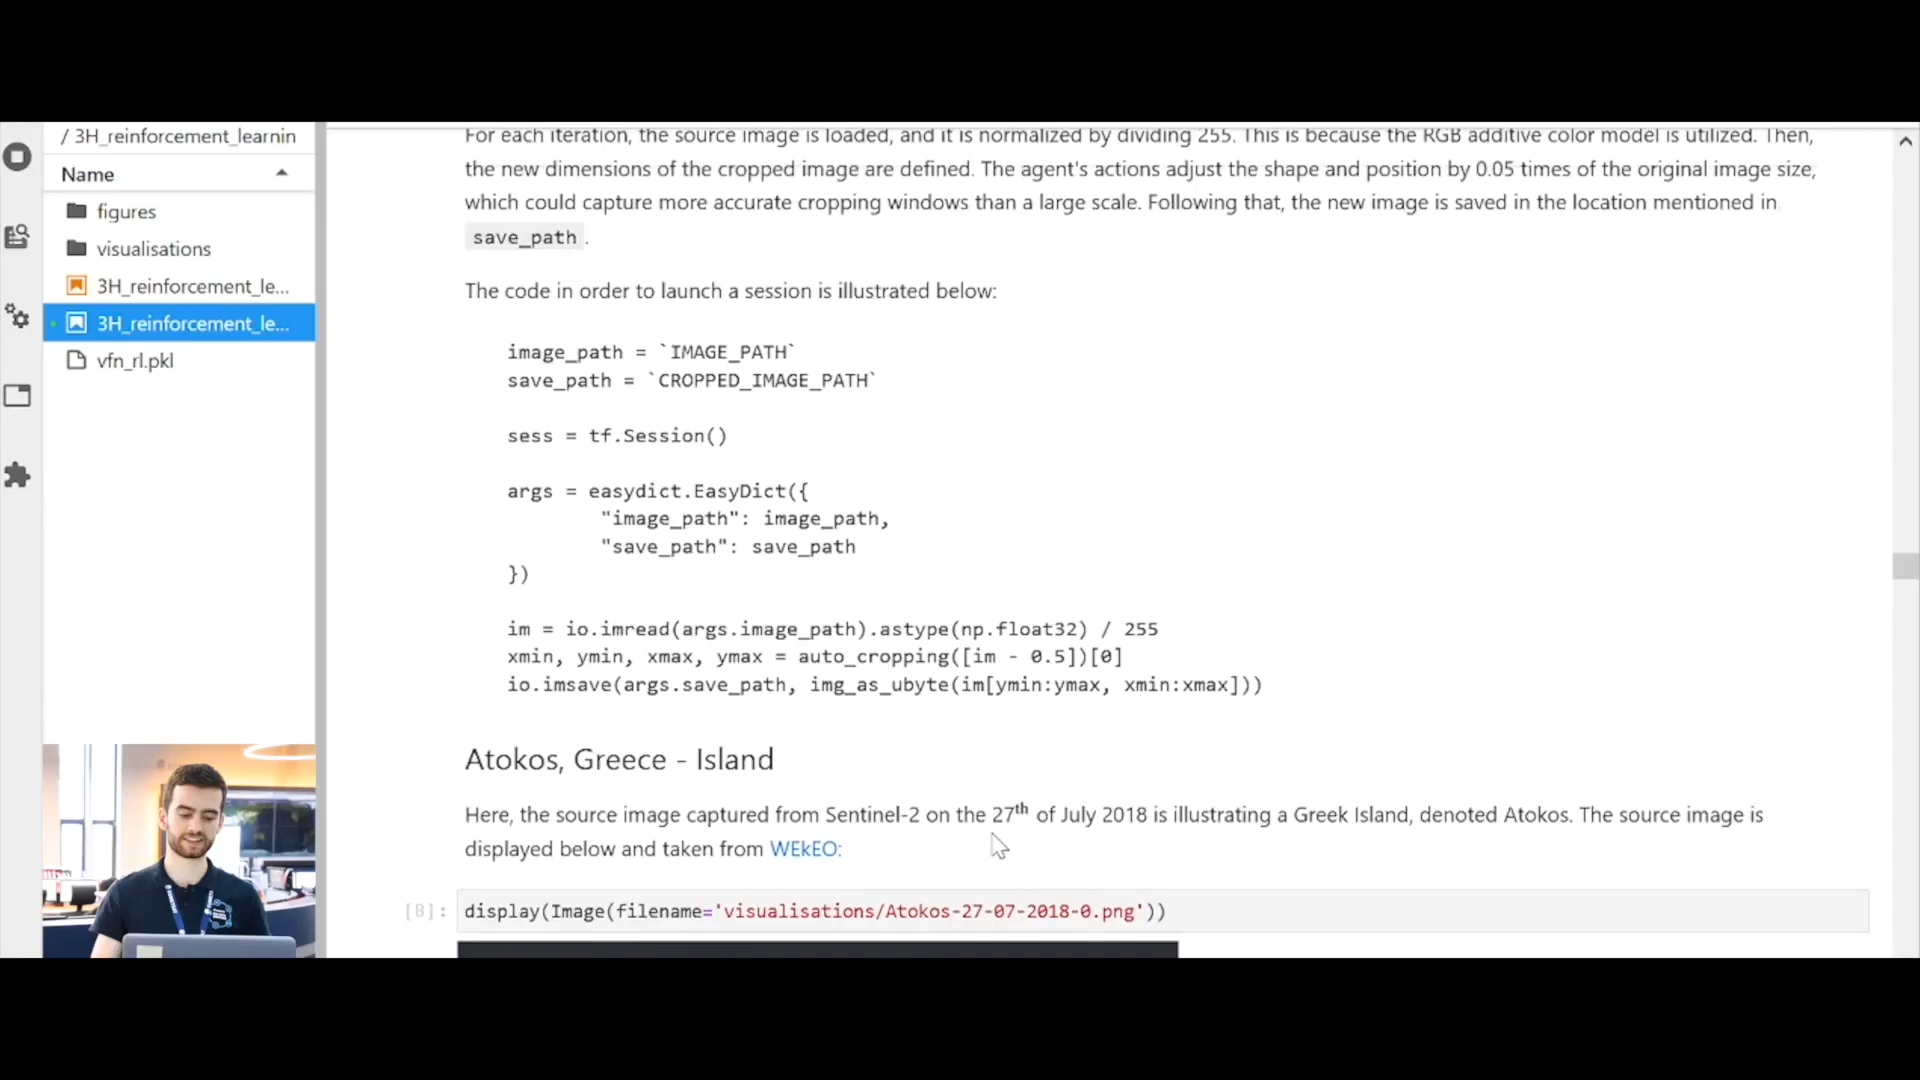 / 3H_reinforcement_learnin
Name
figures
visualisations
3H_reinforcement_le...
3H_reinforcement_le...
vfn_rl.pkl
For each iteration, the source image is loaded, and it is normalized by dividing 255. This is because the RGB additive color model is utilized. Then,
the new dimensions of the cropped image are defined. The agent's actions adjust the shape and position by 0.05 times of the original image size,
which could capture more accurate cropping windows than a large scale. Following that, the new image is saved in the location mentioned in
save_path .
The code in order to launch a session is illustrated below:
image_path = `IMAGE_PATH`
save_path = `CROPPED_IMAGE_PATH`
sess = tf.Session()
args = easydict.EasyDict({
"image_path": image_path,
"save_path": save_path
})
im = io.imread(args.image_path).astype(np.float32) / 255
xmin, ymin, xmax, ymax = auto_cropping([im - 0.5])[0]
io.imsave(args.save_path, img_as_ubyte(im[ymin:ymax, xmin:xmax]))
Atokos, Greece - Island
Here, the source image captured from Sentinel-2 on the 27th of July 2018 is illustrating a Greek Island, denoted Atokos. The source image is
displayed below and taken from WEkEO:
[8]: display(Image(filename='visualisations/Atokos-27-07-2018-0.png'))